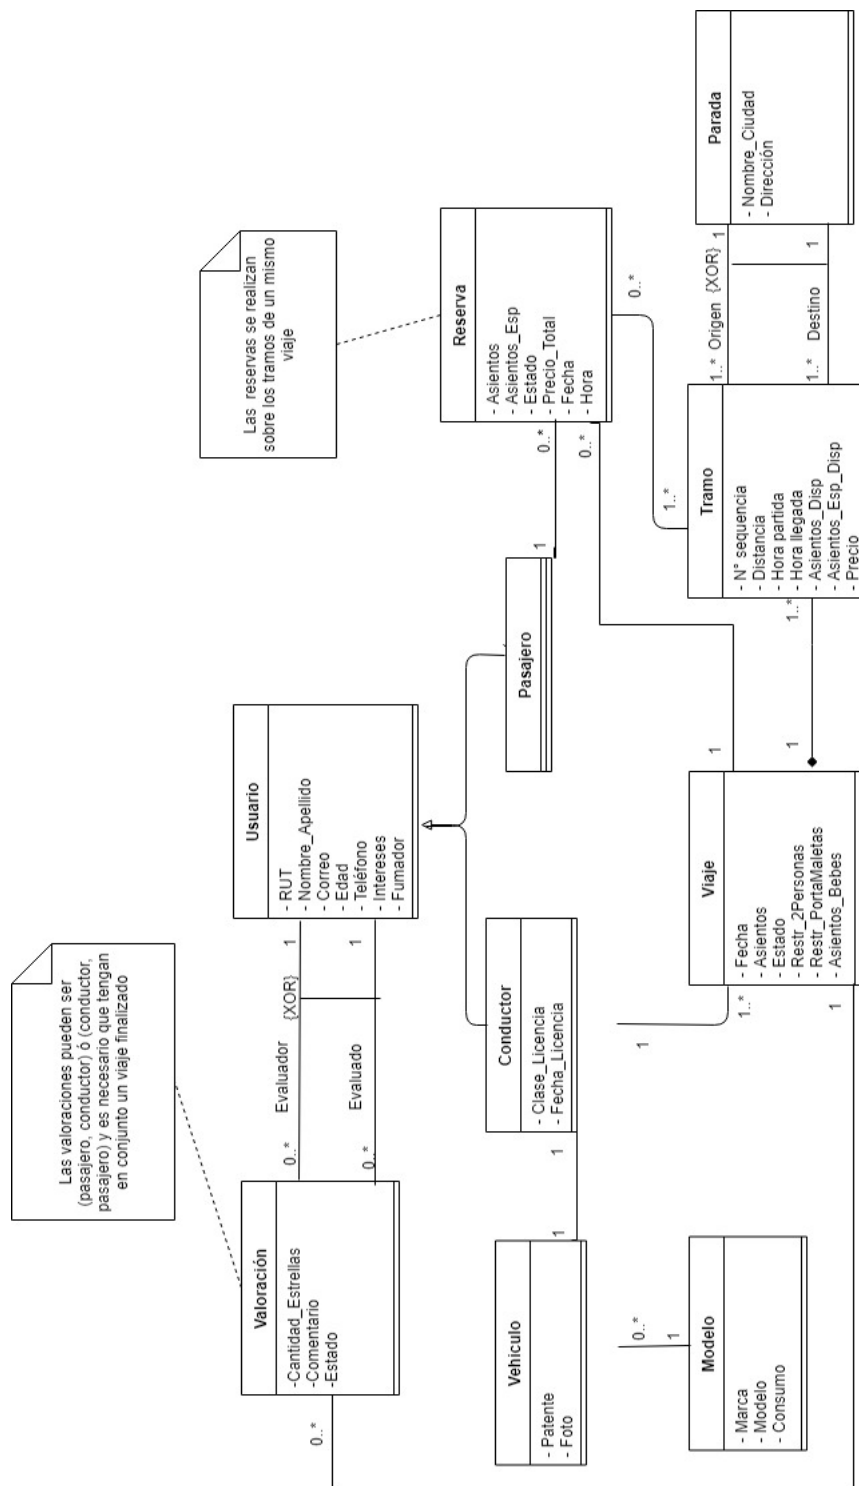 Las valoraciones pueden ser
(pasajero, conductor) ó (conductor,
pasajero) y es necesario que tengan
en conjunto un viaje finalizado
Las reservas se realizan
sobre los tramos de un mismo
viaje
Valoración
-Cantidad_Estrellas
-Comentario
-Estado
0..*
0..*
Evaluador
{XOR}
1
0..*
Evaluado
1
Usuario
- RUT
- Nombre_Apellido
- Correo
- Edad
- Teléfono
- Intereses
- Fumador
Reserva
- Asientos
- Asientos_Esp
- Estado
- Precio_Total
- Fecha
- Hora
0..*
0..*
0..*
Vehiculo
- Patente
- Foto
1
1
Conductor
- Clase_Licencia
- Fecha_Licencia
1
Pasajero
1
0..*
1
Modelo
- Marca
- Modelo
- Consumo
1..*
1
Viaje
- Fecha
- Asientos
- Estado
- Restr_2Personas
- Restr_PortaMaletas
- Asientos_Bebes
1
1
1..*
1..*
Tramo
- N° sequencia
- Distancia
- Hora partida
- Hora llegada
- Asientos_Disp
- Asientos_Esp_Disp
- Precio
1..*
Origen
{XOR}
1
1..*
Destino
1
Parada
- Nombre_Ciudad
- Dirección